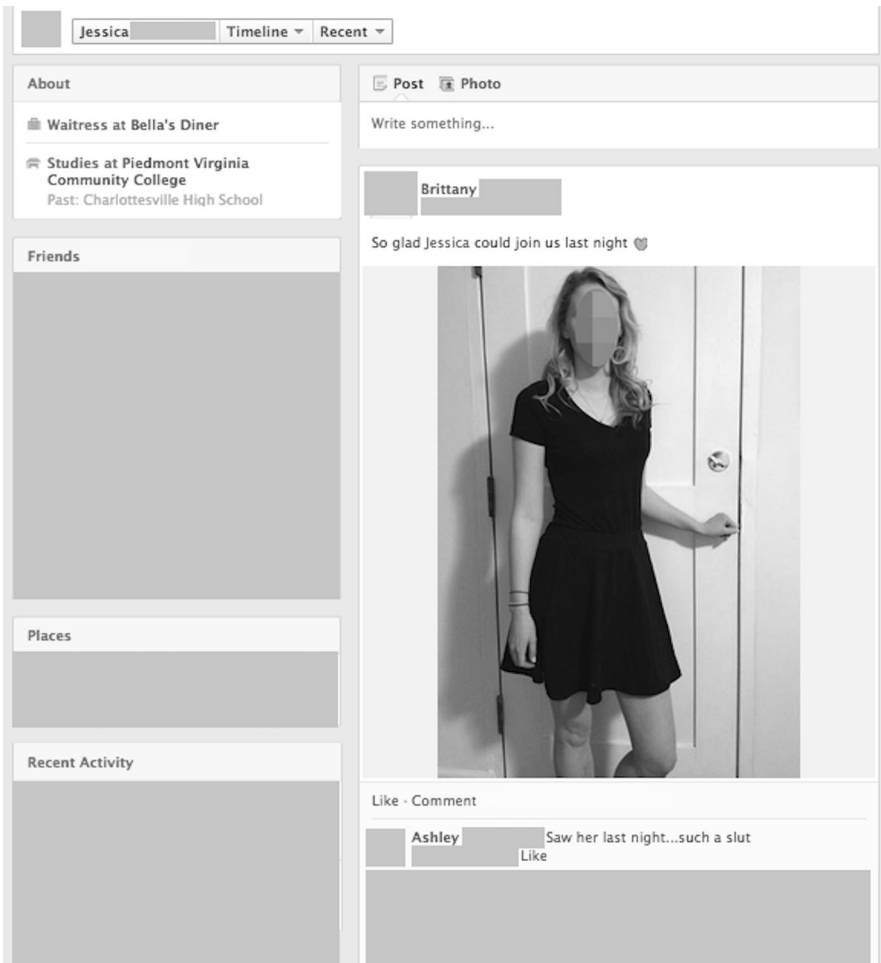 Jessica
Timeline
Recent
About
Waitress at Bella's Diner
Studies at Piedmont Virginia
Community College
Past: Charlottesville High School
Friends
Places
Recent Activity
Post Photo
Write something...
Brittany
So glad Jessica could join us last night
Like · Comment
Ashley Saw her last night...such a slut
Like